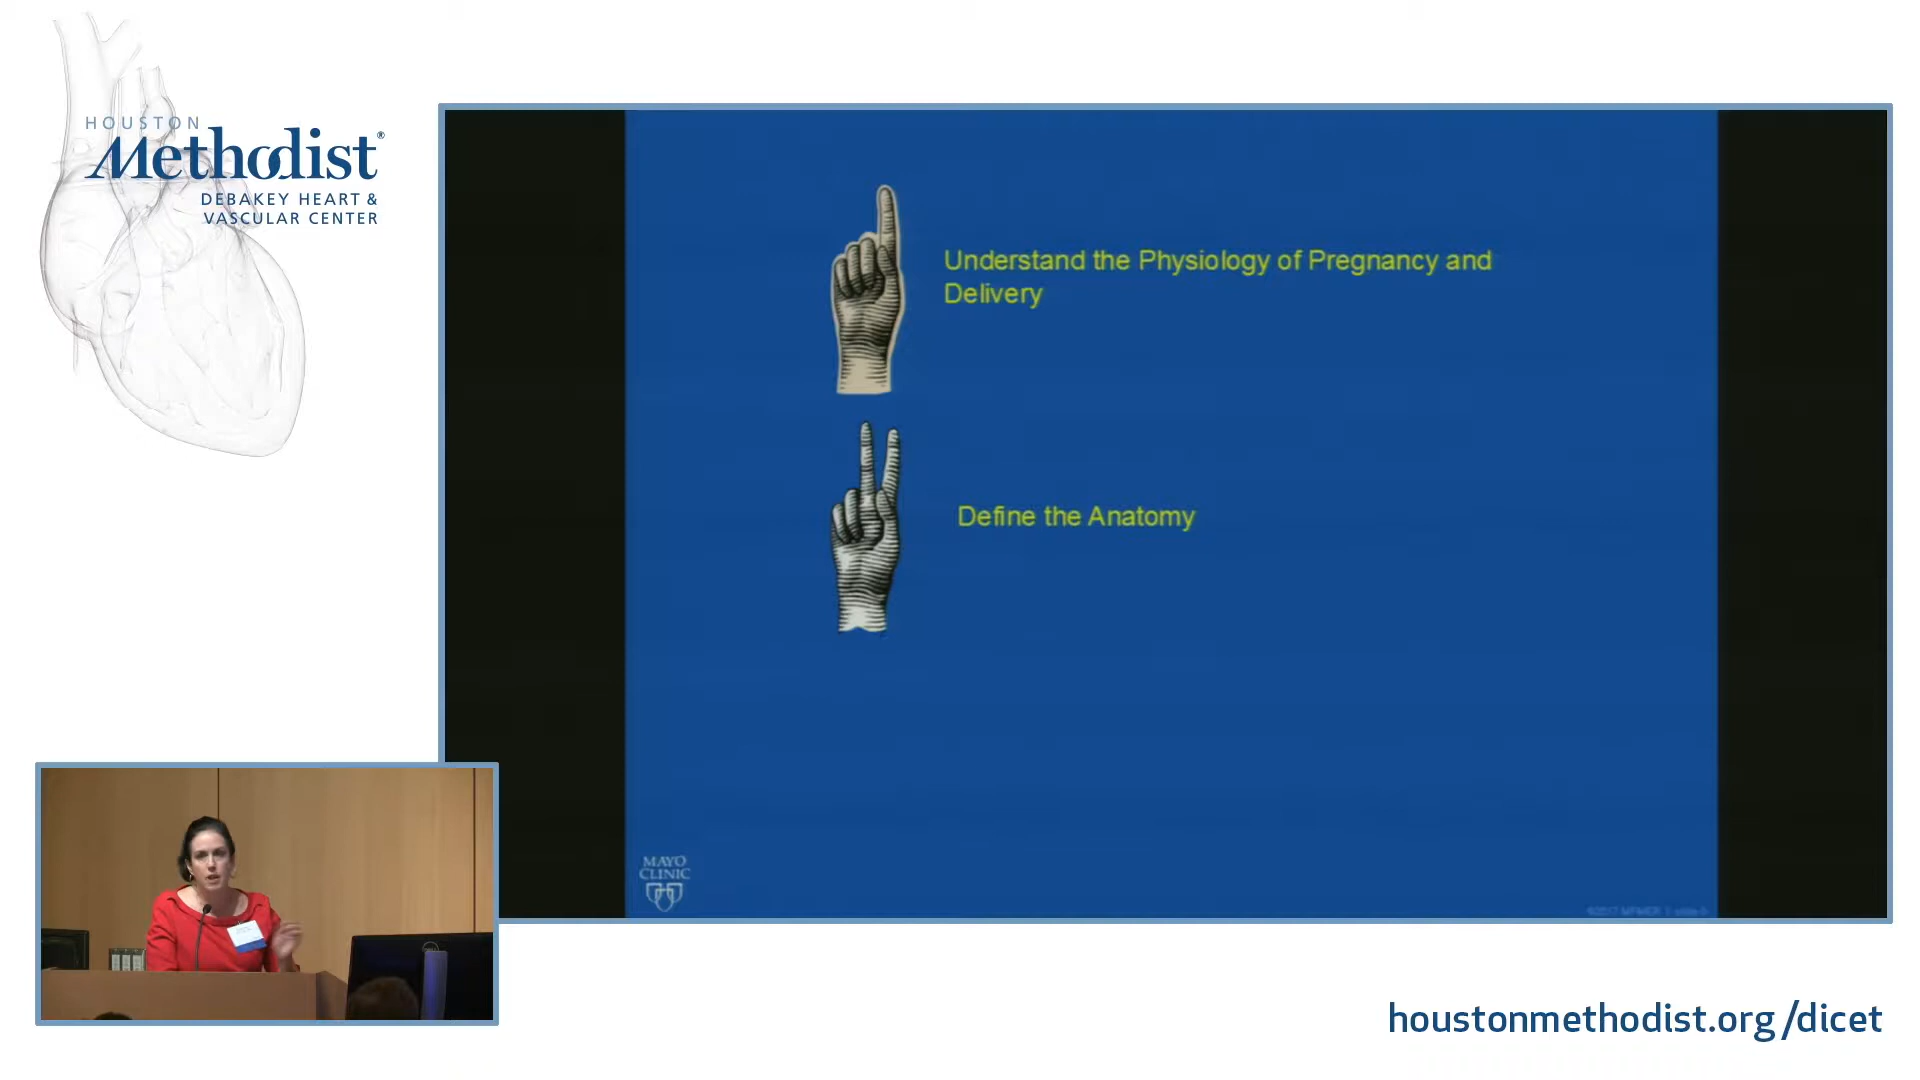 HOUSTON
Methodist®
DEBAKEY HEART &
VASCULAR CENTER
Understand the Physiology of Pregnancy and
Delivery
Define the Anatomy
MAYO
CLINIC
houstonmethodist.org/dicet